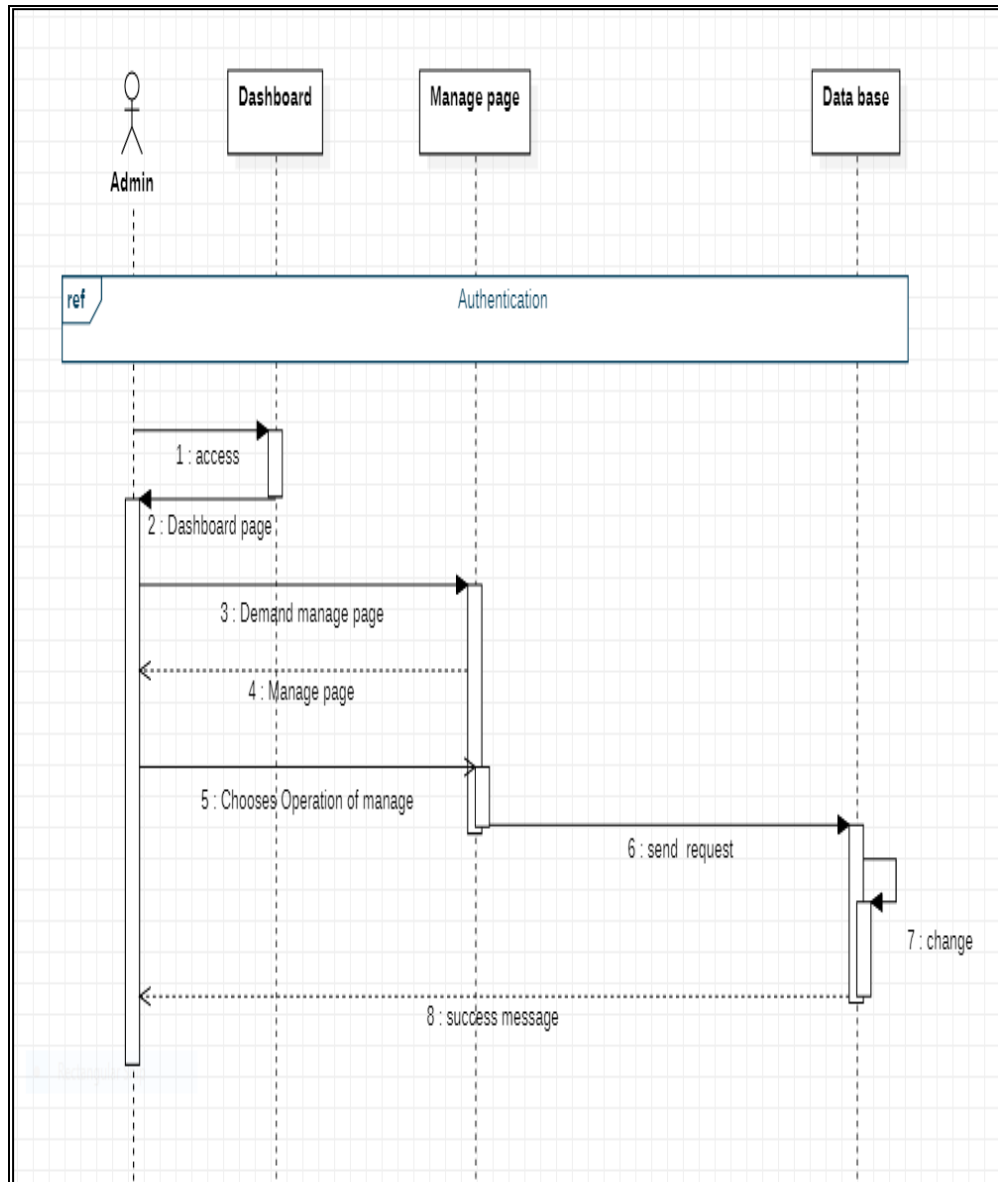 Dashboard
Manage page
Data base
Admin
ref
Authentication
1 : access
2 : Dashboard page
3 : Demand manage page
4 : Manage page
5 : Chooses Operation of manage
6 : send request
7 : change
8 : success message